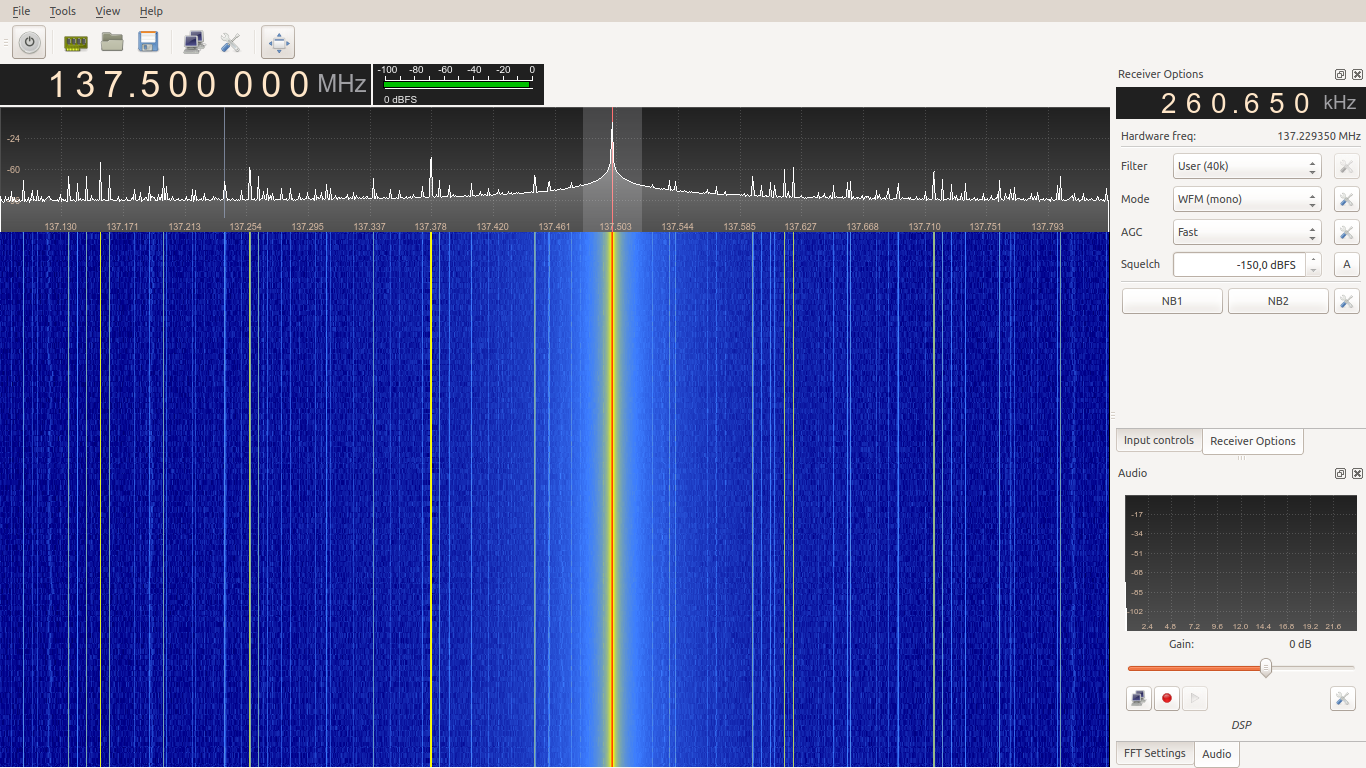 File Tools View Help
137.500 000 MHz
-100 -80 -60 -40 -20 0
0 dBFS
-24
-60
137.130 137.171 137.213 137.254 137.295 137.337 137.378 137.420 137.461 137.503 137.544 137.585 137.627 137.668 137.710 137.751 137.793
Receiver Options
260.650 kHz
Hardware freq: 137.229350 MHz
Filter User (40k)
Mode WFM (mono)
AGC Fast
Squelch -150,0 dBFS A
NB1 NB2
Input controls Receiver Options
Audio
-17
-34
-51
-68
-85
-102
2.4 4.8 7.2 9.6 12.0 14.4 16.8 19.2 21.6
Gain: 0 dB
DSP
FFT Settings Audio